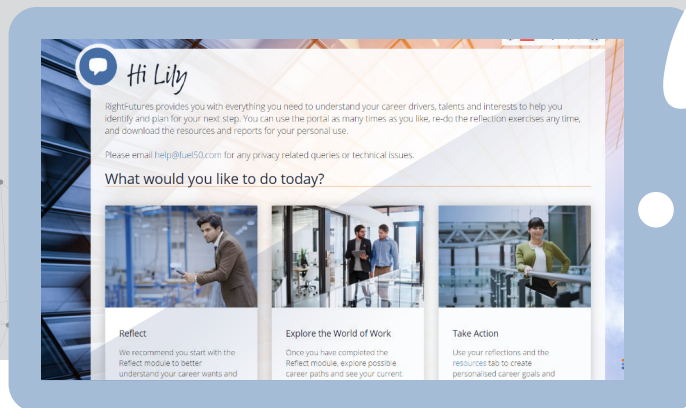 Hi Lily
RightFutures provides you with everything you need to understand your career drivers, talents and interests to help you
identify and plan for your next step. You can use the portal as many times as you like, re-do the reflection exercises any time,
and download the resources and reports for your personal use.
Please email help@fuel50.com for any privacy related queries or technical issues.
What would you like to do today?
Reflect
We recommend you start with the
Reflect module to better
understand your career wants and
Explore the World of Work
Once you have completed the
Reflect module, explore possible
career paths and see your current
Take Action
Use your reflections and the
resources tab to create
personalised career goals and